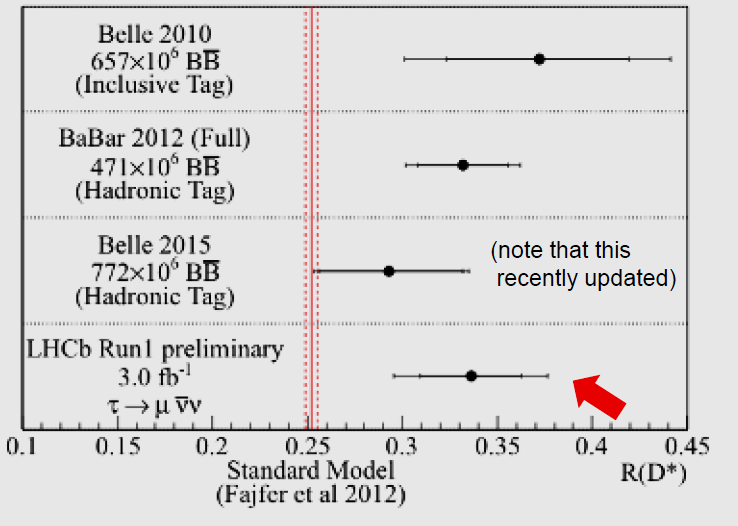 Belle 2010
657×10⁶ BB̅
(Inclusive Tag)
BaBar 2012 (Full)
471×10⁶ BB̅
(Hadronic Tag)
Belle 2015
772×10⁶ BB̅
(Hadronic Tag)
(note that this
recently updated)
LHCb Run1 preliminary
3.0 fb⁻¹
τ → μ ν̅ν
0.1 0.15 0.2 0.25 0.3 0.35 0.4 0.45
Standard Model
(Fajfer et al 2012)
R(D*)